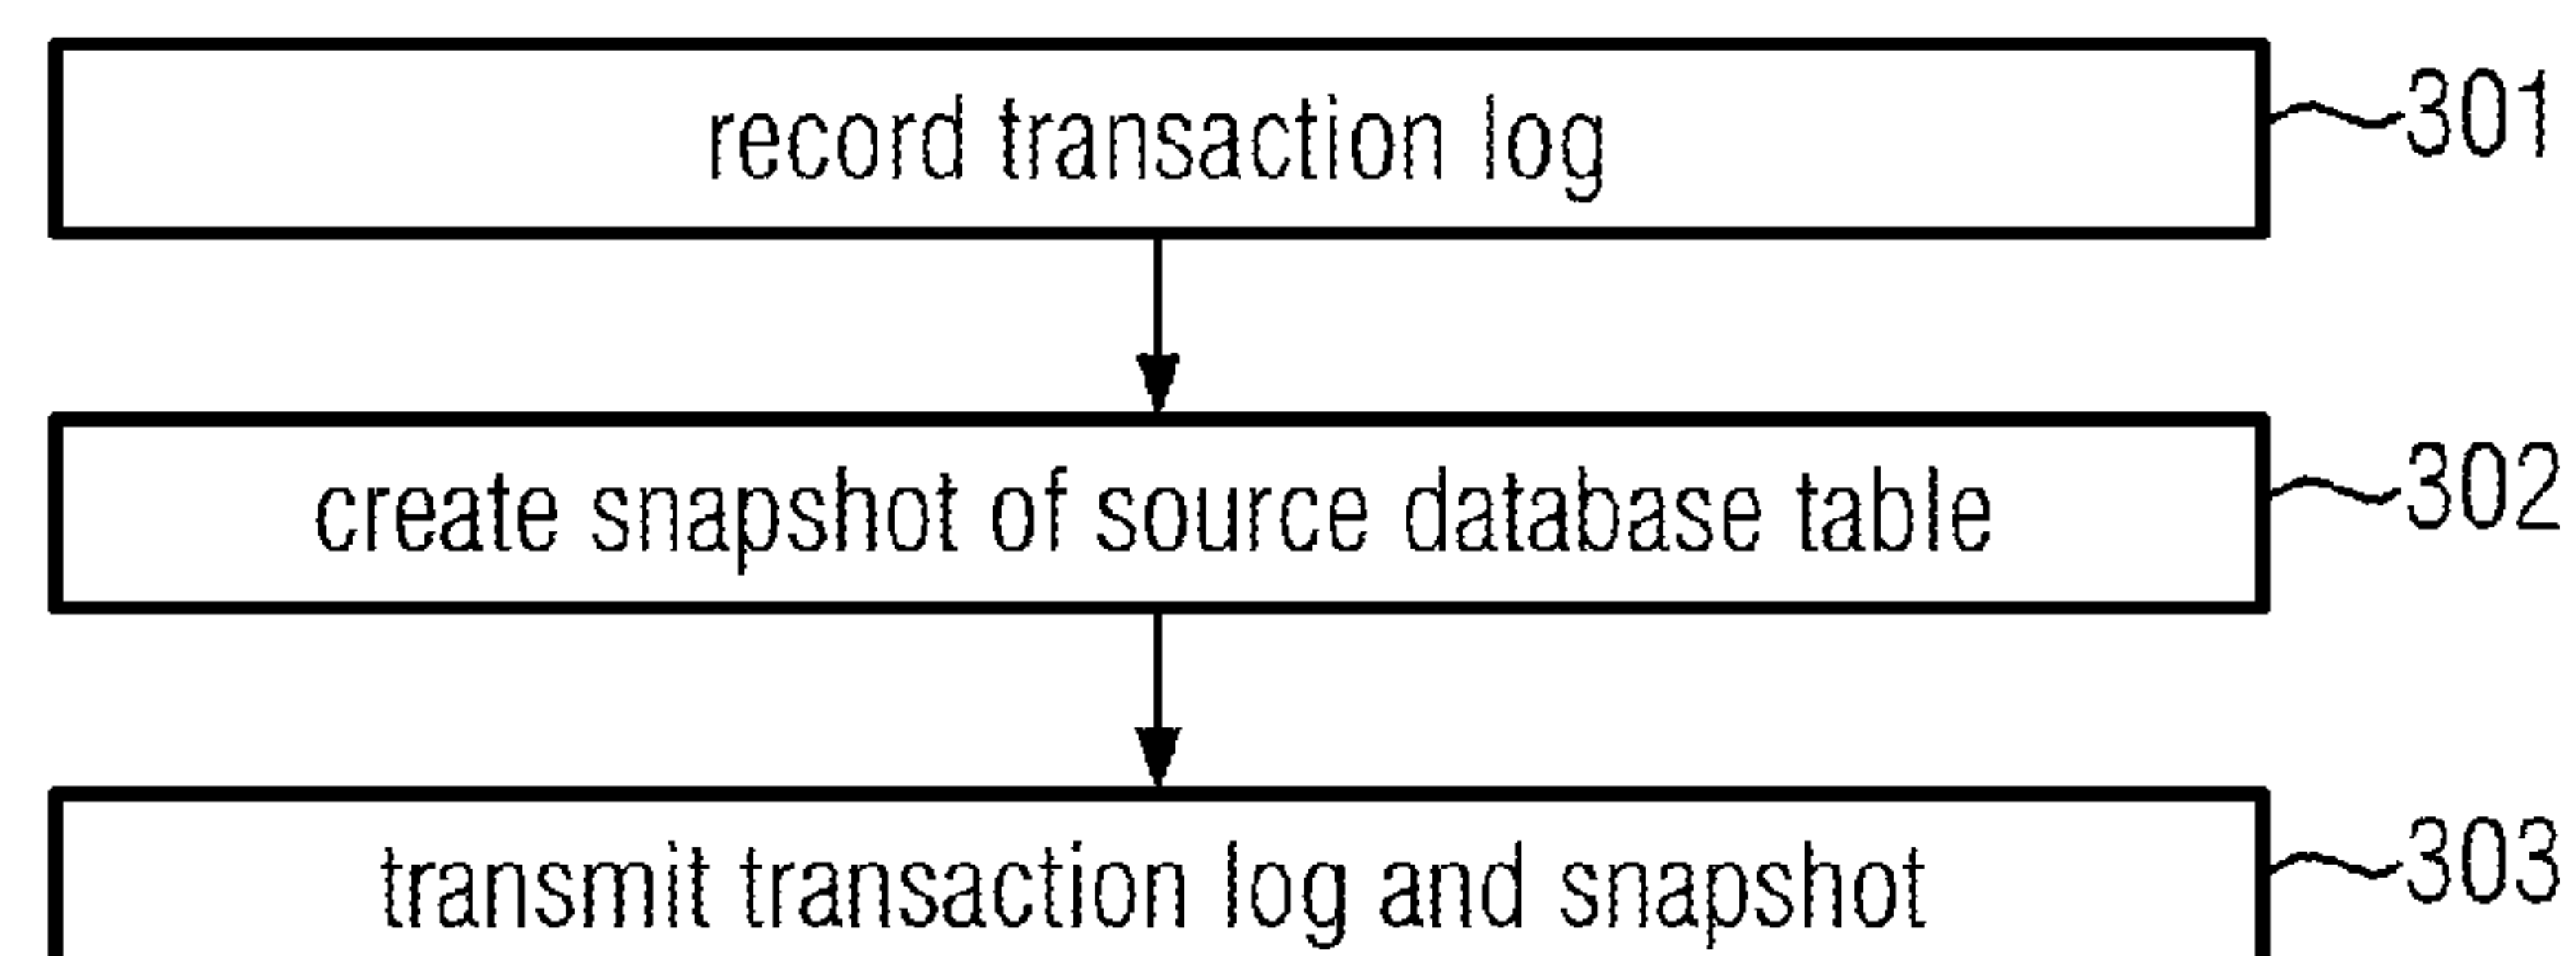 record transaction log
301
create snapshot of source database table
302
transmit transaction log and snapshot
303